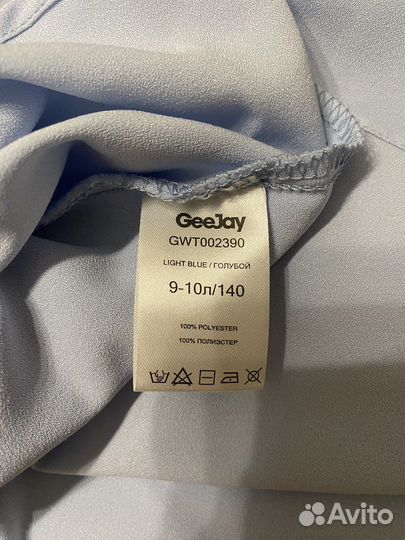 GeeJay
GWT002390
LIGHT BLUE / ГОЛУБОЙ
9-10л/140
100% POLYESTER
100% ПОЛИЭСТЕР
Avito